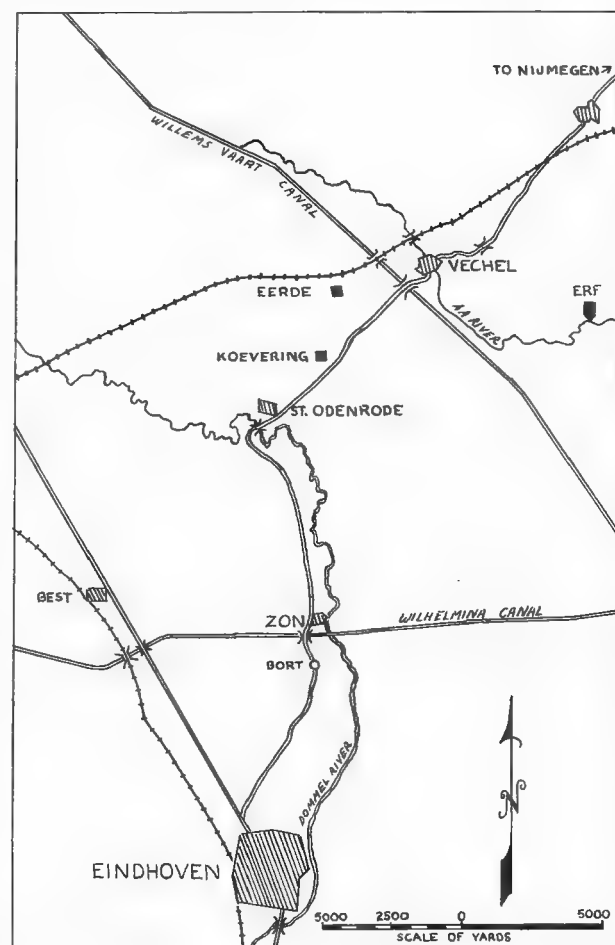 TO NIJMEGEN
WILLEMS VAART
CANAL
VECHEL
EERDE
ERF
AA RIVER
KOEVERING
ST. ODENRODE
BEST
ZON
WILHELMINA CANAL
BORT
DOMMEL RIVER
N
EINDHOVEN
5000 2500 0 5000
SCALE OF YARDS